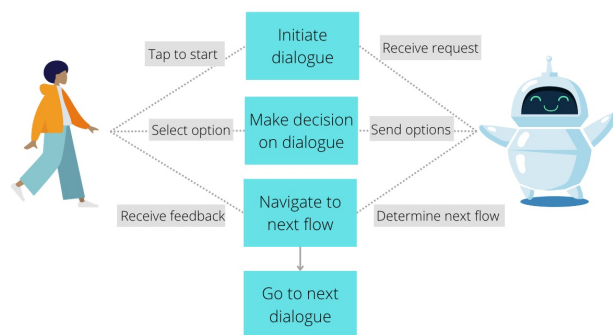 Initiate
dialogue
Tap to start
Receive request
Make decision
on dialogue
Select option
Send options
Navigate to
next flow
Receive feedback
Determine next flow
Go to next
dialogue